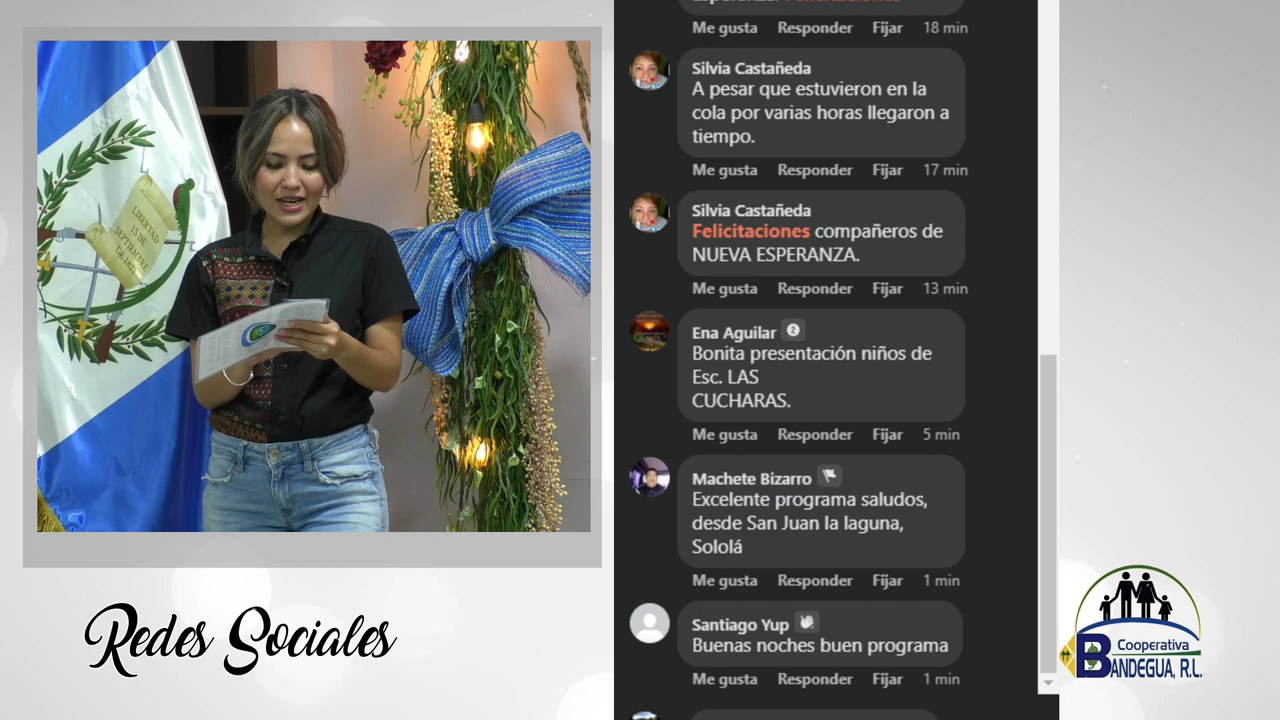 LIBERTAD
15 DE
SEPTIEMBRE
Redes Sociales
Felicitaciones
Me gusta Responder Fijar 18 min
Silvia Castañeda
A pesar que estuvieron en la
cola por varias horas llegaron a
tiempo.
Me gusta Responder Fijar 17 min
Silvia Castañeda
Felicitaciones compañeros de
NUEVA ESPERANZA.
Me gusta Responder Fijar 13 min
Ena Aguilar
Bonita presentación niños de
Esc. LAS
CUCHARAS.
Me gusta Responder Fijar 5 min
Machete Bizarro
Excelente programa saludos,
desde San Juan la laguna,
Sololá
Me gusta Responder Fijar 1 min
Santiago Yup
Buenas noches buen programa
Me gusta Responder Fijar 1 min
Cooperativa
BANDEGUA, R.L.